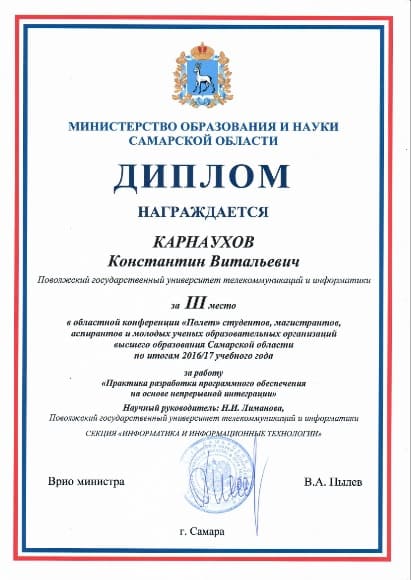 МИНИСТЕРСТВО ОБРАЗОВАНИЯ И НАУКИ
САМАРСКОЙ ОБЛАСТИ
ДИПЛОМ
НАГРАЖДАЕТСЯ
КАРНАУХОВ
Константин Витальевич
Поволжский государственный университет телекоммуникаций и информатики
за III место
в областной конференции «Полет» студентов, магистрантов,
аспирантов и молодых ученых образовательных организаций
высшего образования Самарской области
по итогам 2016/17 учебного года
за работу
«Практика разработки программного обеспечения
на основе непрерывной интеграции»
Научный руководитель: Н.И. Лиманова,
Поволжский государственный университет телекоммуникаций и информатики
СЕКЦИЯ «ИНФОРМАТИКА И ИНФОРМАЦИОННЫЕ ТЕХНОЛОГИИ»
Врио министра
В.А. Пылев
г. Самара